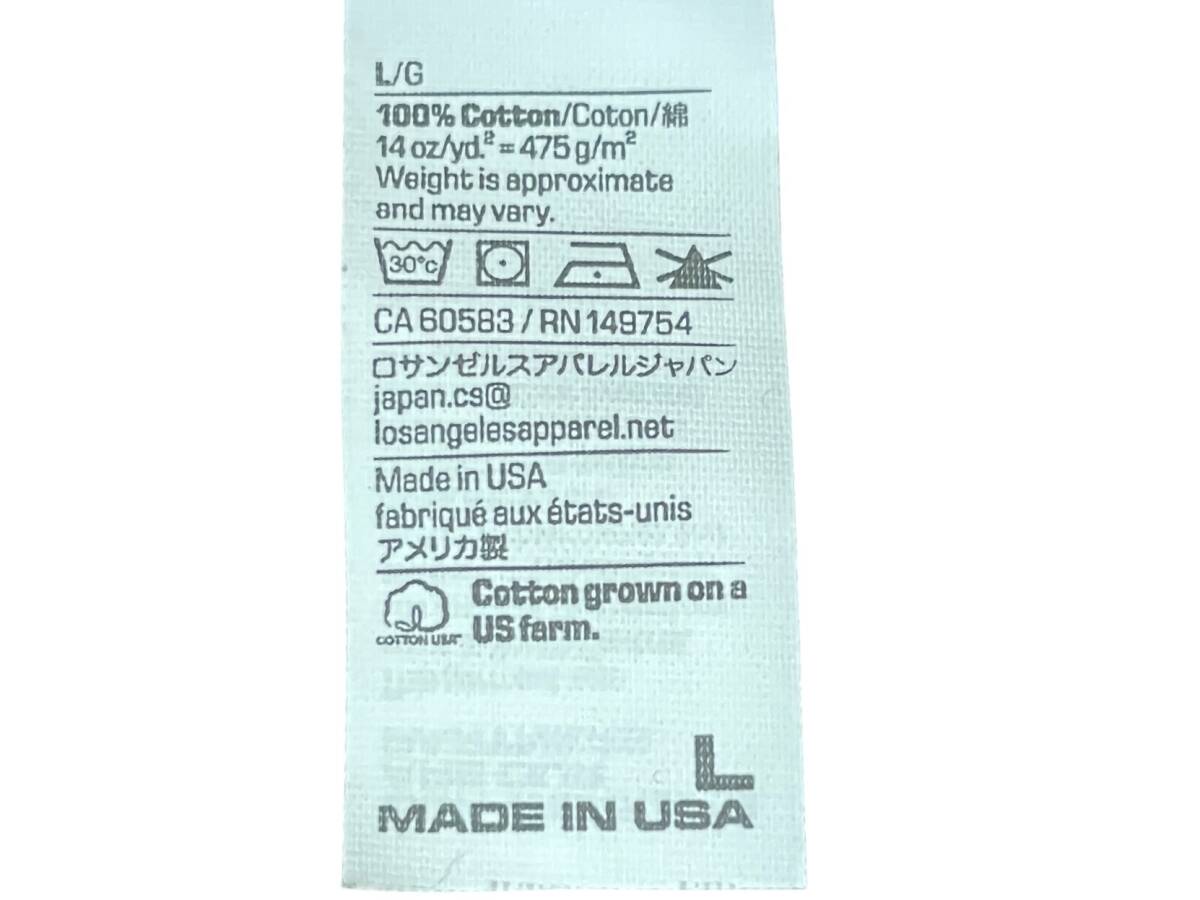 L/G
100% Cotton/Coton/綿
14 oz/yd.² = 475 g/m²
Weight is approximate
and may vary.
30°c
CA 60583 / RN 149754
ロサンゼルスアパレルジャパン
japan.cs@
losangelesapparel.net
Made in USA
fabriqué aux états-unis
アメリカ製
Cotton grown on a
COTTON USA US farm.
L
MADE IN USA